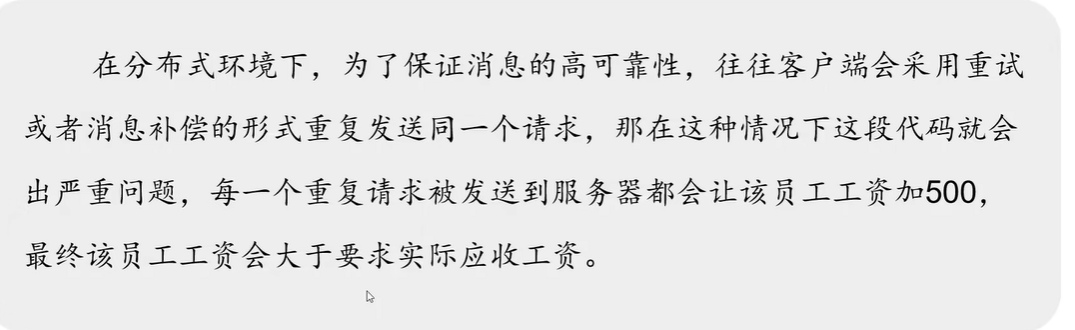 在分布式环境下，为了保证消息的高可靠性，往往客户端会采用重试
或者消息补偿的形式重复发送同一个请求，那在这种情况下这段代码就会
出严重问题，每一个重复请求被发送到服务器都会让该员工工资加500，
最终该员工工资会大于要求实际应收工资。